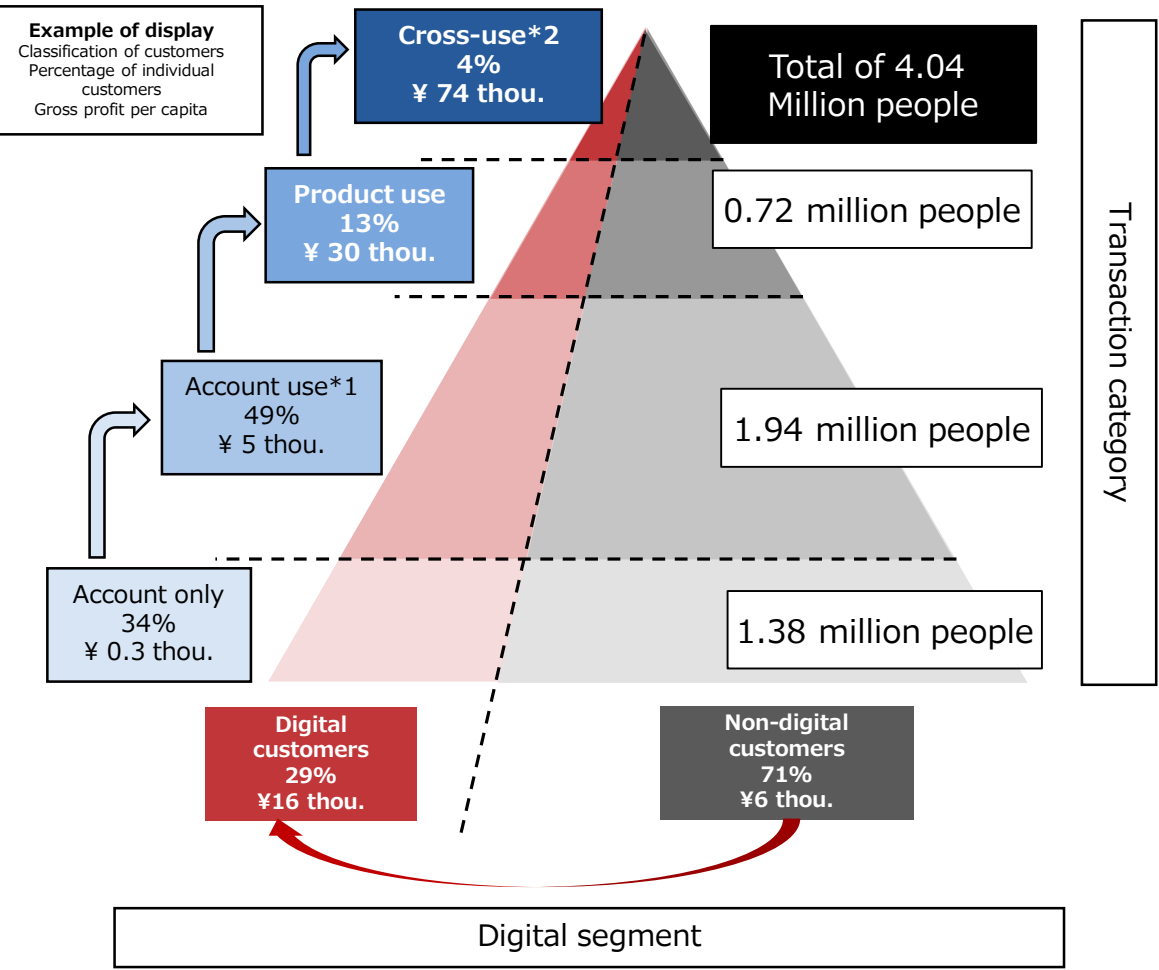 Example of display
Classification of customers
Percentage of individual
customers
Gross profit per capita
Cross-use*2
4%
¥ 74 thou.
Total of 4.04
Million people
Product use
13%
¥ 30 thou.
0.72 million people
Account use*1
49%
¥ 5 thou.
1.94 million people
Account only
34%
¥ 0.3 thou.
1.38 million people
Transaction category
Digital
customers
29%
¥16 thou.
Non-digital
customers
71%
¥6 thou.
Digital segment